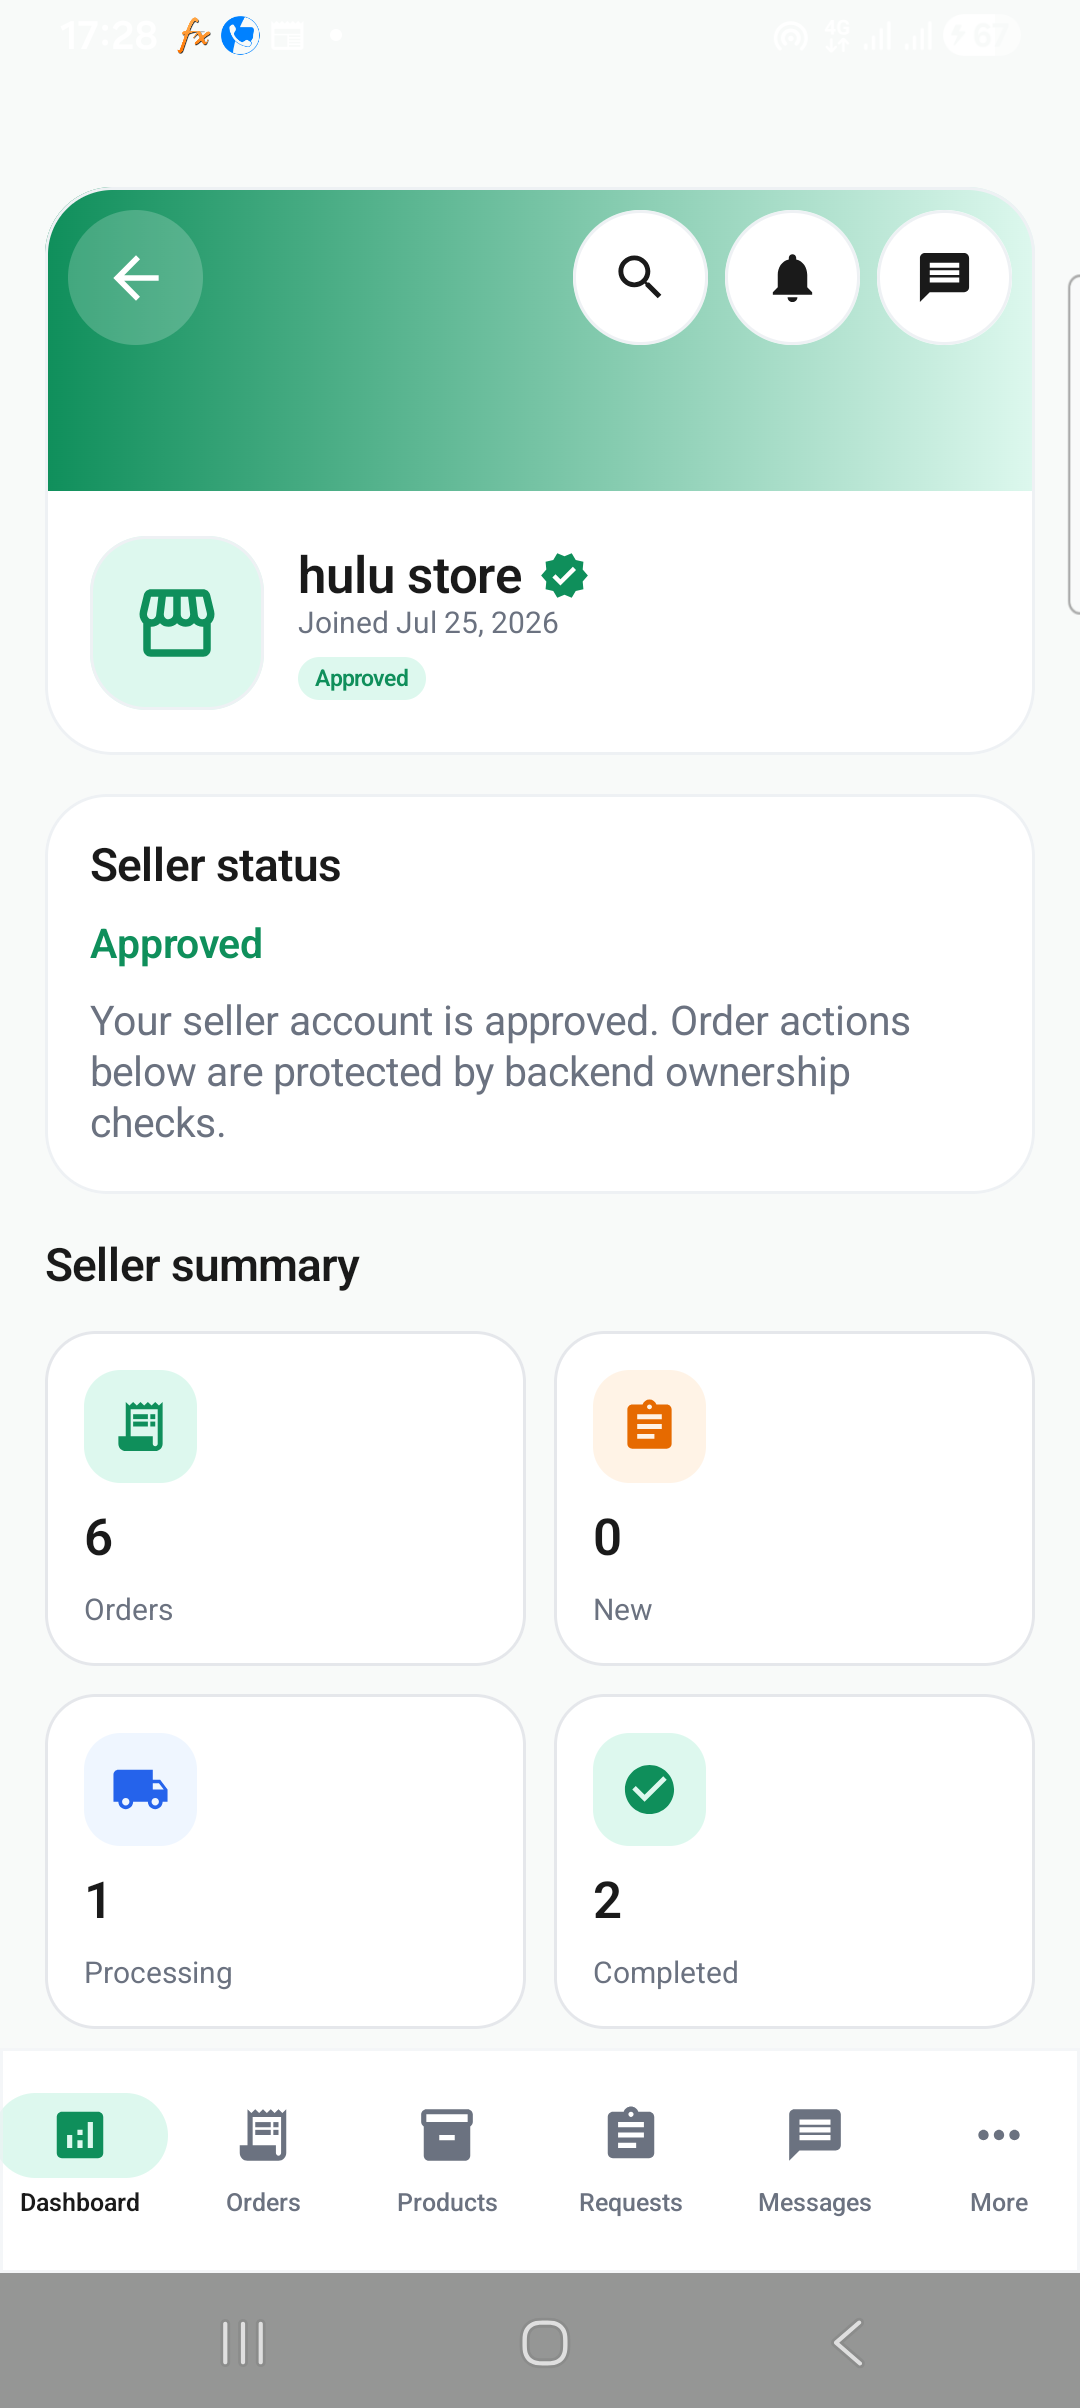 17:28
4G
67
hulu store
Joined Jul 25, 2026
Approved
Seller status
Approved
Your seller account is approved. Order actions
below are protected by backend ownership
checks.
Seller summary
6
Orders
0
New
1
Processing
2
Completed
Dashboard
Orders
Products
Requests
Messages
More